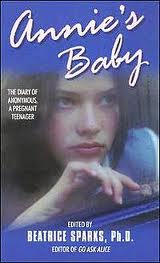 Annie's
Baby
THE DIARY OF
ANONYMOUS,
A PREGNANT
TEENAGER
EDITED BY
BEATRICE SPARKS, Ph.D.
EDITOR OF GO ASK ALICE